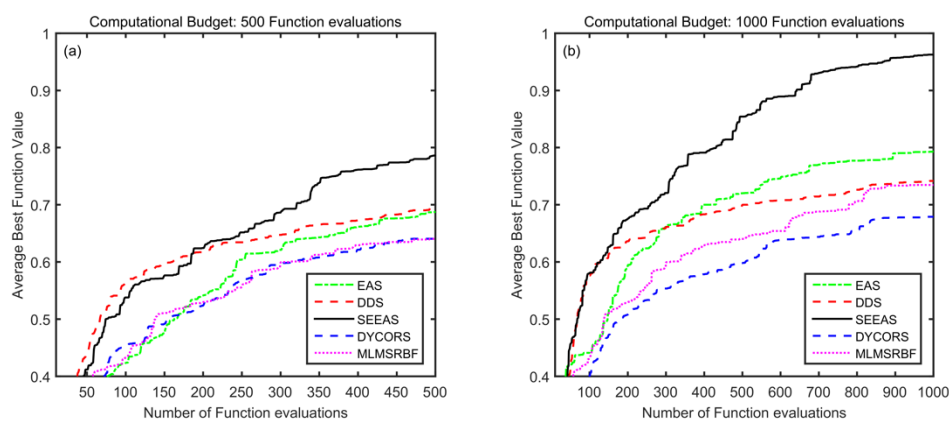 Computational Budget: 500 Function evaluations
(a)
Average Best Function Value
1
0.9
0.8
0.7
0.6
0.5
0.4
50 100 150 200 250 300 350 400 450 500
Number of Function evaluations
EAS
DDS
SEEAS
DYCORS
MLMSRBF
Computational Budget: 1000 Function evaluations
(b)
Average Best Function Value
1
0.9
0.8
0.7
0.6
0.5
0.4
100 200 300 400 500 600 700 800 900 1000
Number of Function evaluations
EAS
DDS
SEEAS
DYCORS
MLMSRBF